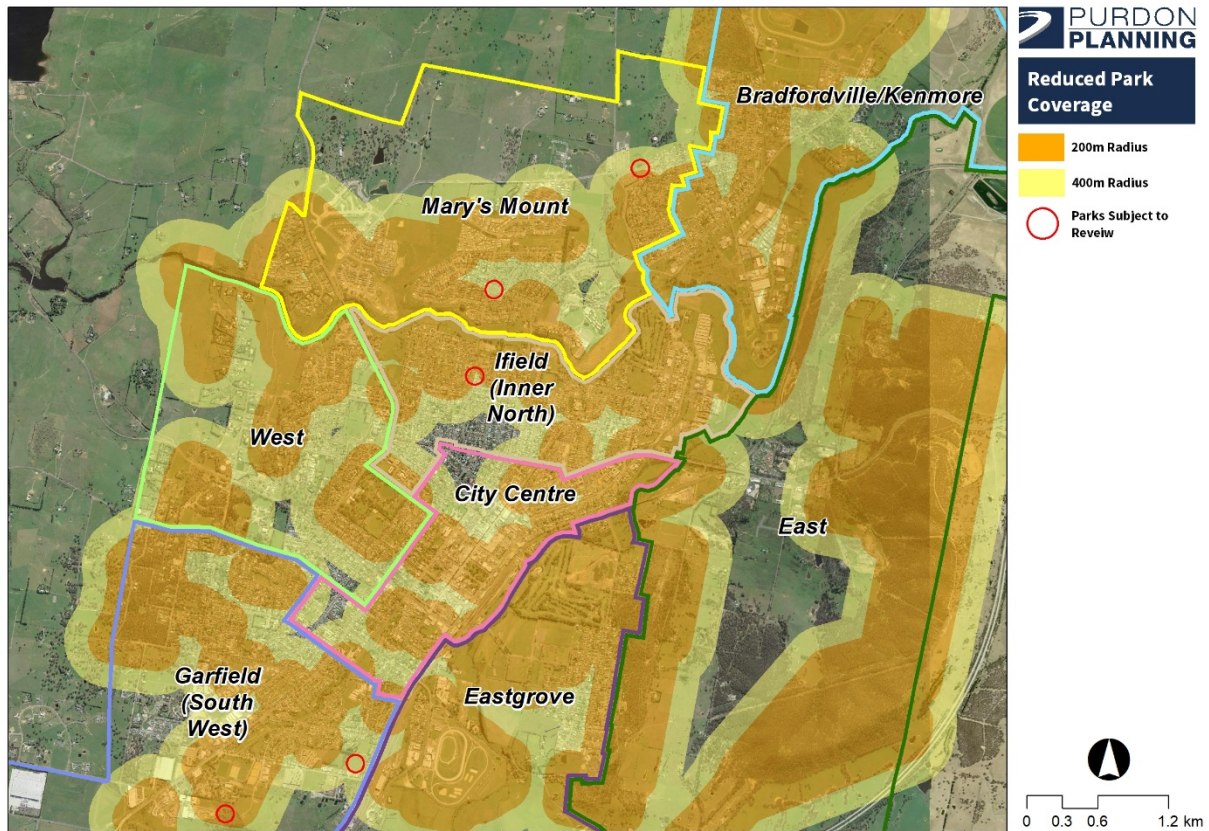 PURDON
PLANNING
Reduced Park
Coverage
200m Radius
400m Radius
Parks Subject to
Reveiw
Bradfordville/Kenmore
Mary's Mount
Ifield
(Inner
North)
West
City Centre
East
Garfield
(South
West)
Eastgrove
0 0.3 0.6 1.2 km